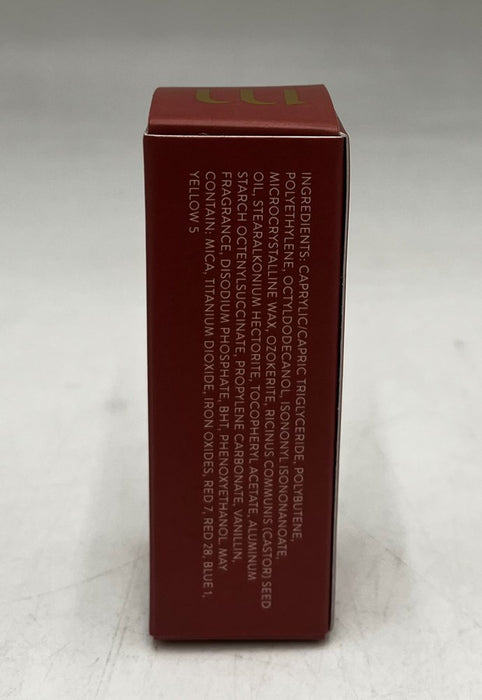 INGREDIENTS: CAPRYLIC/CAPRIC TRIGLYCERIDE, POLYBUTENE,
POLYETHYLENE, OCTYLDODECANOL, ISONONYL ISONONANOATE,
MICROCRYSTALLINE WAX, OZOKERITE, RICINUS COMMUNIS (CASTOR) SEED
OIL, STEARALKONIUM HECTORITE, TOCOPHERYL ACETATE, ALUMINUM
STARCH OCTENYLSUCCINATE, PROPYLENE CARBONATE, VANILLIN,
FRAGRANCE, DISODIUM PHOSPHATE, BHT, PHENOXYETHANOL. MAY
CONTAIN: MICA, TITANIUM DIOXIDE, IRON OXIDES, RED 7, RED 28, BLUE 1,
YELLOW 5